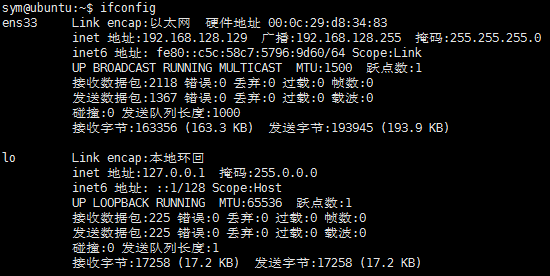 sym@ubuntu:~$ ifconfig
ens33     Link encap:以太网  硬件地址 00:0c:29:d8:34:83
          inet 地址:192.168.128.129  广播:192.168.128.255  掩码:255.255.255.0
          inet6 地址: fe80::c5c:58c7:5796:9d60/64 Scope:Link
          UP BROADCAST RUNNING MULTICAST  MTU:1500  跃点数:1
          接收数据包:2118 错误:0 丢弃:0 过载:0 帧数:0
          发送数据包:1367 错误:0 丢弃:0 过载:0 载波:0
          碰撞:0 发送队列长度:1000
          接收字节:163356 (163.3 KB)  发送字节:193945 (193.9 KB)
lo        Link encap:本地环回
          inet 地址:127.0.0.1  掩码:255.0.0.0
          inet6 地址: ::1/128 Scope:Host
          UP LOOPBACK RUNNING  MTU:65536  跃点数:1
          接收数据包:225 错误:0 丢弃:0 过载:0 帧数:0
          发送数据包:225 错误:0 丢弃:0 过载:0 载波:0
          碰撞:0 发送队列长度:1
          接收字节:17258 (17.2 KB)  发送字节:17258 (17.2 KB)